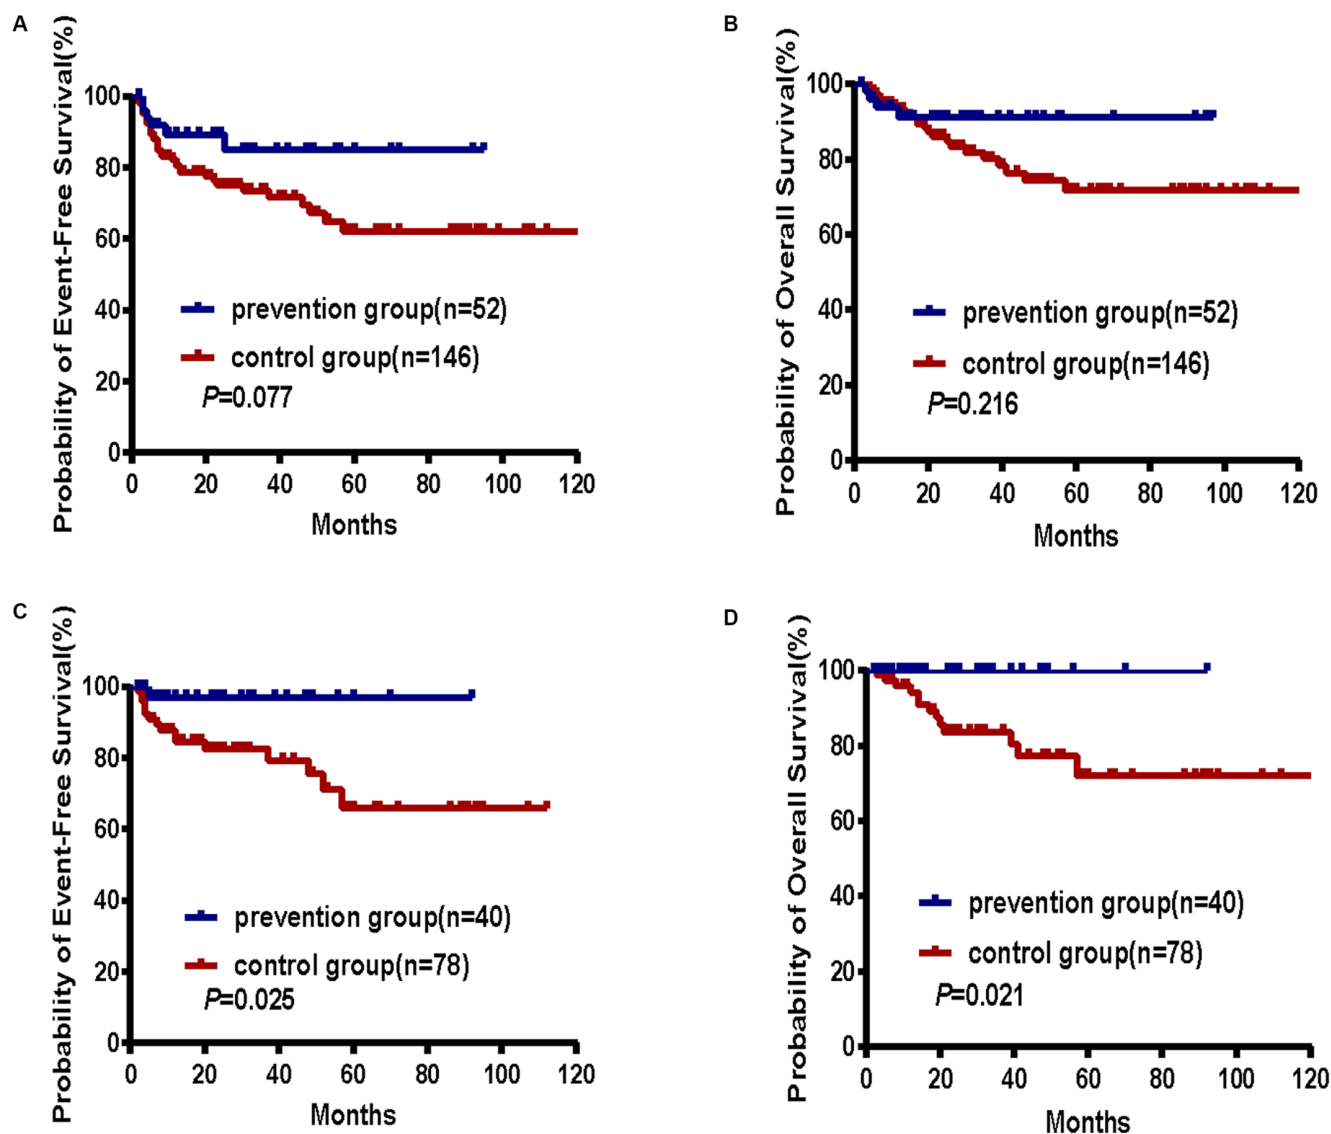 A
Probability of Event-Free Survival(%)
100
80
60
40
20
0
prevention group(n=52)
control group(n=146)
P=0.077
0 20 40 60 80 100 120
Months
B
Probability of Overall Survival(%)
100
80
60
40
20
0
prevention group(n=52)
control group(n=146)
P=0.216
0 20 40 60 80 100 120
Months
C
Probability of Event-Free Survival(%)
100
80
60
40
20
0
prevention group(n=40)
control group(n=78)
P=0.025
0 20 40 60 80 100 120
Months
D
Probability of Overall Survival(%)
100
80
60
40
20
0
prevention group(n=40)
control group(n=78)
P=0.021
0 20 40 60 80 100 120
Months